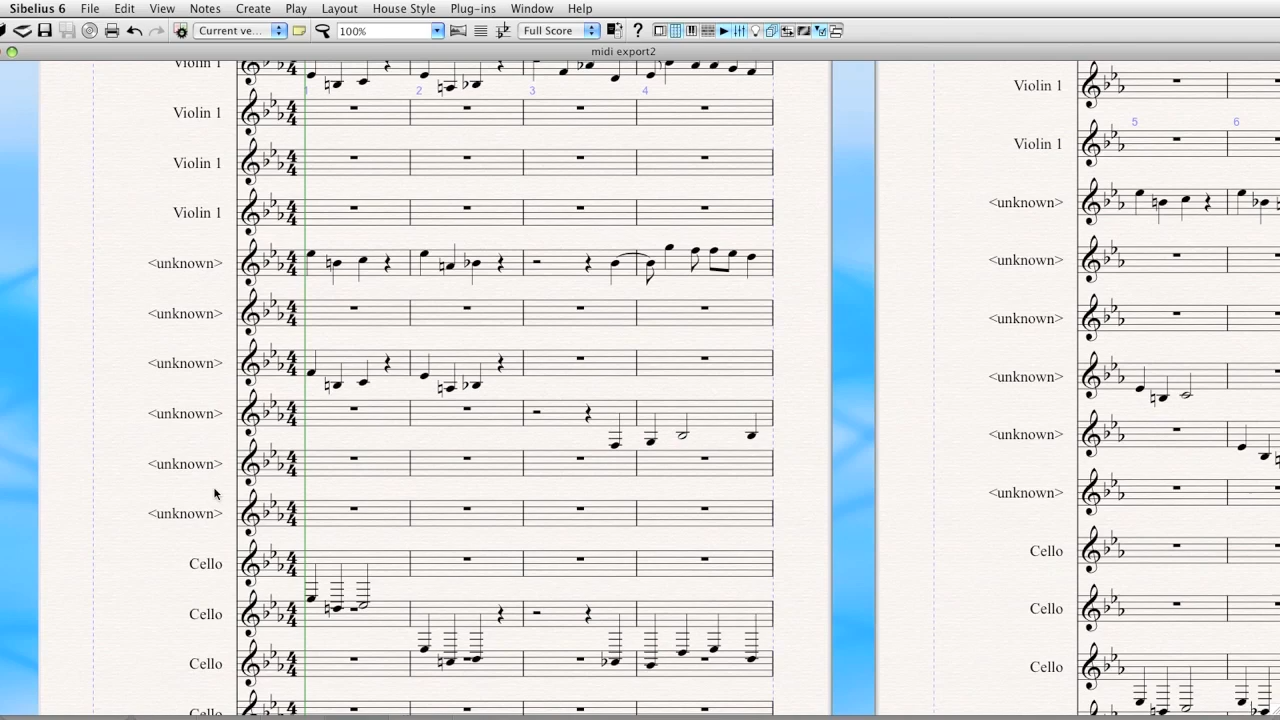 Sibelius 6 File Edit View Notes Create Play Layout House Style Plug-ins Window Help
Current ve... 100% Full Score ?
midi export2
Violin 1
1 2 3 4
Violin 1
Violin 1
Violin 1
<unknown>
<unknown>
<unknown>
<unknown>
<unknown>
<unknown>
Cello
Cello
Cello
Cello
Violin 1
5 6
Violin 1
<unknown>
<unknown>
<unknown>
<unknown>
<unknown>
<unknown>
Cello
Cello
Cello